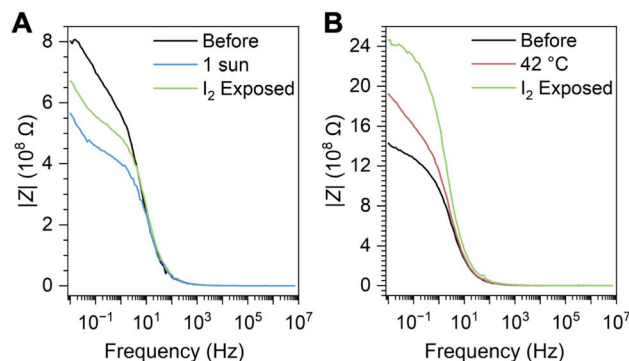 A
Before
1 sun
I₂ Exposed
8
6
4
2
0
|Z| (10⁸ Ω)
10⁻¹ 10¹ 10³ 10⁵ 10⁷
Frequency (Hz)
B
Before
42 °C
I₂ Exposed
24
20
16
12
8
4
0
|Z| (10⁸ Ω)
10⁻¹ 10¹ 10³ 10⁵ 10⁷
Frequency (Hz)